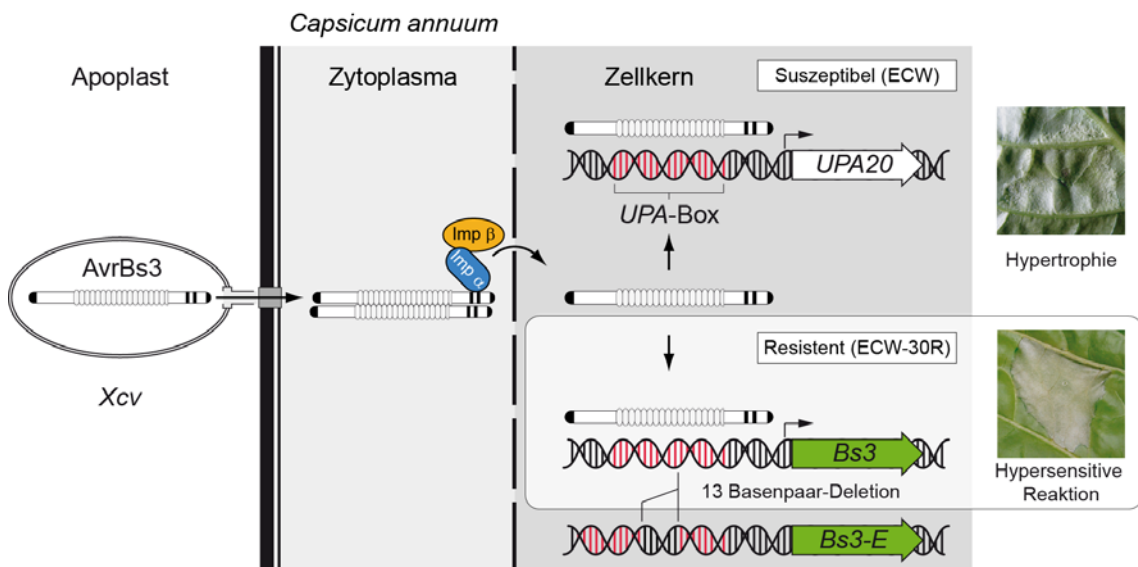 Capsicum annuum
Apoplast
Zytoplasma
Zellkern
Suszeptibel (ECW)
UPA20
UPA-Box
Hypertrophie
Imp β
Imp α
AvrBs3
Xcv
Resistent (ECW-30R)
Bs3
13 Basenpaar-Deletion
Hypersensitive
Reaktion
Bs3-E